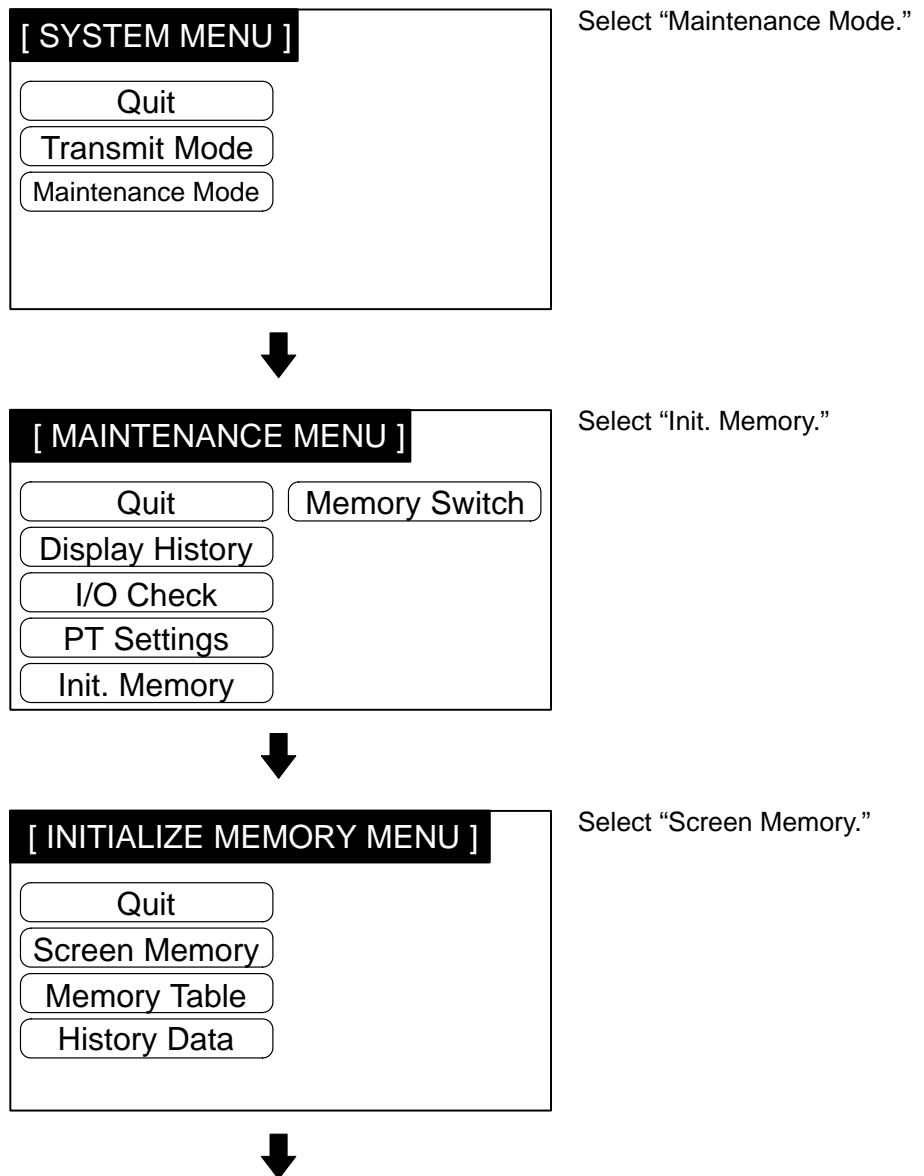 [ SYSTEM MENU ]
Select “Maintenance Mode.”
Quit
Transmit Mode
Maintenance Mode
[ MAINTENANCE MENU ]
Select “Init. Memory.”
Quit
Memory Switch
Display History
I/O Check
PT Settings
Init. Memory
[ INITIALIZE MEMORY MENU ]
Select “Screen Memory.”
Quit
Screen Memory
Memory Table
History Data